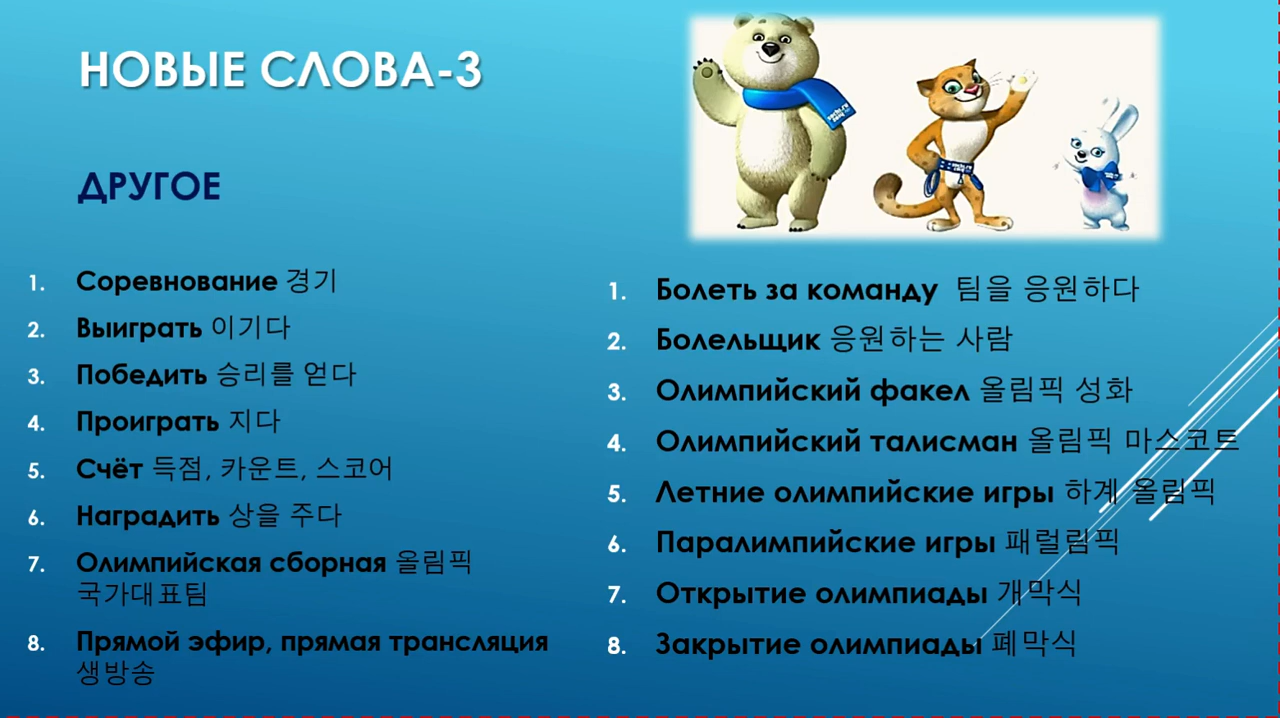 НОВЫЕ СЛОВА-3
ДРУГОЕ
1. Соревнование 경기
2. Выиграть 이기다
3. Победить 승리를 얻다
4. Проиграть 지다
5. Счёт 득점, 카운트, 스코어
6. Наградить 상을 주다
7. Олимпийская сборная 올림픽
국가대표팀
8. Прямой эфир, прямая трансляция
생방송
1. Болеть за команду 팀을 응원하다
2. Болельщик 응원하는 사람
3. Олимпийский факел 올림픽 성화
4. Олимпийский талисман 올림픽 마스코트
5. Летние олимпийские игры 하계 올림픽
6. Паралимпийские игры 패럴림픽
7. Открытие олимпиады 개막식
8. Закрытие олимпиады 폐막식